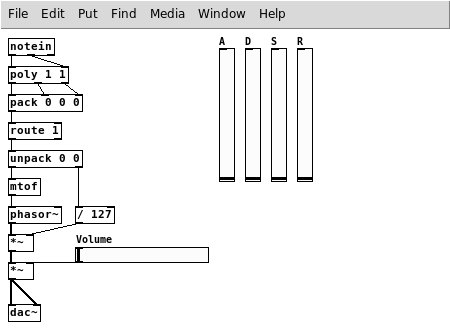 File Edit Put Find Media Window Help
A D S R
notein
poly 1 1
pack 0 0 0
route 1
unpack 0 0
mtof
phasor~ / 127
*~ Volume
*~
dac~